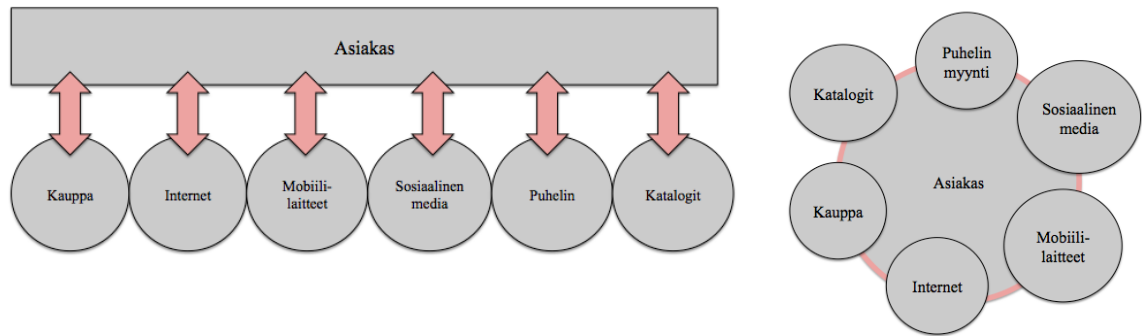 Asiakas
Kauppa
Internet
Mobiili-
laitteet
Sosiaalinen
media
Puhelin
Katalogit
Puhelin
myynti
Katalogit
Sosiaalinen
media
Asiakas
Kauppa
Mobiili-
laitteet
Internet